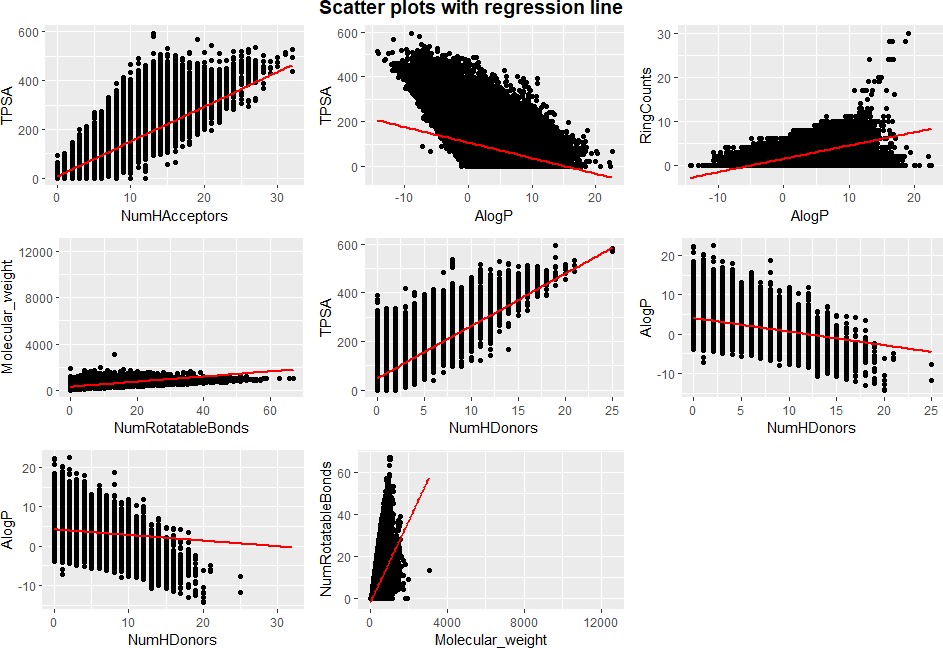 Scatter plots with regression line
TPSA
600
400
200
0
0 10 20 30
NumHAcceptors
TPSA
600
400
200
0
-10 0 10 20
AlogP
RingCounts
30
20
10
0
-10 0 10 20
AlogP
Molecular_weight
12000
8000
4000
0
0 20 40 60
NumRotatableBonds
TPSA
600
400
200
0
0 5 10 15 20 25
NumHDonors
AlogP
20
10
0
-10
0 5 10 15 20 25
NumHDonors
AlogP
20
10
0
-10
0 10 20 30
NumHDonors
NumRotatableBonds
60
40
20
0
0 4000 8000 12000
Molecular_weight